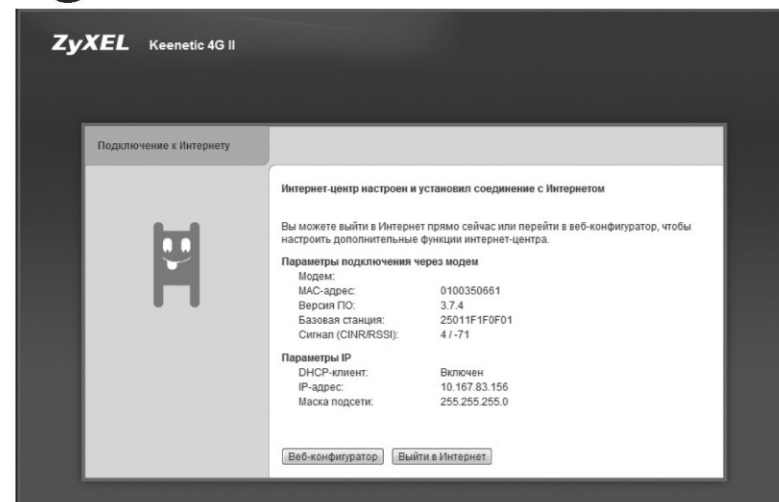 ZyXEL Keenetic 4G II
Подключение к Интернету
Интернет-центр настроен и установил соединение с Интернетом
Вы можете выйти в Интернет прямо сейчас или перейти в веб-конфигуратор, чтобы
настроить дополнительные функции интернет-центра.
Параметры подключения через модем
Модем:
MAC-адрес: 0100350661
Версия ПО: 3.7.4
Базовая станция: 25011F1F0F01
Сигнал (CINR/RSSI): 4 / -71
Параметры IP
DHCP-клиент: Включен
IP-адрес: 10.167.83.156
Маска подсети: 255.255.255.0
Веб-конфигуратор Выйти в Интернет